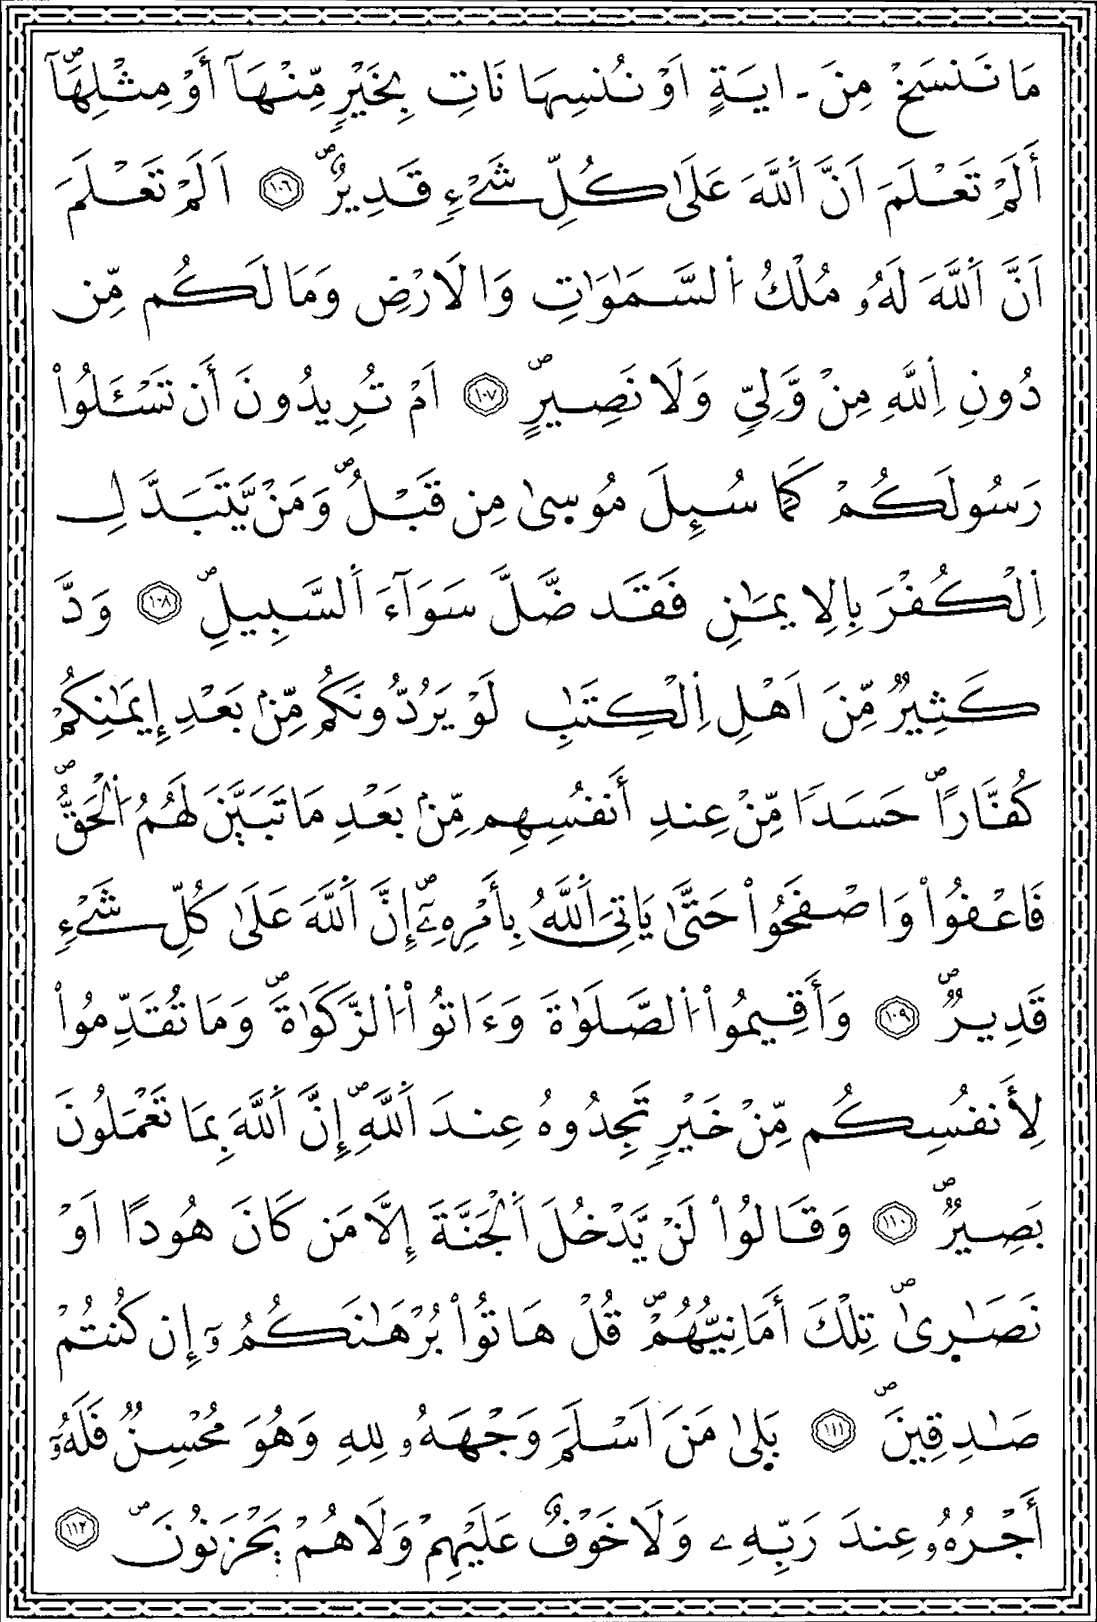 مَا نَنسَخْ مِنَ ـ ايَةٍ اَوْ نُنسِهَا نَاتِ بِخَيْرٍ مِّنْهَآ أَوْ مِثْلِهَآۖ
أَلَمْ تَعْلَمَ اَنَّ اَ۬للَّهَ عَلَىٰ كُلِّ شَےْءٍ قَدِيرٌۖ ١٠٦ اَلَمْ تَعْلَمَ
اَنَّ اَ۬للَّهَ لَهُۥ مُلْكُ اُ۬لسَّمَٰوَٰتِ وَالَارْضِ وَمَا لَكُم مِّن
دُونِ اِ۬للَّهِ مِنْ وَّلِيّٖ وَلَا نَصِيرٍۖ ١٠٧ اَمْ تُرِيدُونَ أَن تَسْـَٔلُواْ
رَسُولَكُمْ كَمَا سُئِلَ مُوس۪ىٰ مِن قَبْلُۖ وَمَنْ يَّتَبَدَّلِ
اِ۬لْكُفْرَ بِالِايمَٰنِ فَقَد ضَّلَّ سَوَآءَ اَ۬لسَّبِيلِۖ ١٠٨ وَدَّ
كَثِيرٌ مِّنَ اَهْلِ اِ۬لْكِتَٰبِ لَوْ يَرُدُّونَكُم مِّنۢ بَعْدِ إِيمَٰنِكُمْ
كُفَّاراًۖ حَسَداٗ مِّنْ عِندِ أَنفُسِهِم مِّنۢ بَعْدِ مَا تَبَيَّنَ لَهُمُ اُ۬لْحَقُّۖ
فَاعْفُواْ وَاصْفَحُواْ حَتَّىٰ يَاتِيَ اَ۬للَّهُ بِأَمْرِهِۦٓۖ إِنَّ اَ۬للَّهَ عَلَىٰ كُلِّ شَےْءٖ
قَدِيرٌۖ ١٠٩ وَأَقِيمُواْ اُ۬لصَّلَوٰةَ وَءَاتُواْ اُ۬لزَّكَوٰةَۖ وَمَا تُقَدِّمُواْ
لِأَنفُسِكُم مِّنْ خَيْرٍ تَجِدُوهُ عِندَ اَ۬للَّهِۖ إِنَّ اَ۬للَّهَ بِمَا تَعْمَلُونَ
بَصِيرٌۖ ١١٠ وَقَالُواْ لَنْ يَّدْخُلَ اَ۬لْجَنَّةَ إِلَّا مَن كَانَ هُوداً اَوْ
نَصَٰر۪ىٰۖ تِلْكَ أَمَانِيُّهُمْۖ قُلْ هَاتُواْ بُرْهَٰنَكُمُۥٓ إِن كُنتُمْ
صَٰدِقِينَۖ ١١١ بَل۪ىٰ مَنَ اَسْلَمَ وَجْهَهُۥ لِلهِ وَهُوَ مُحْسِنٌ فَلَهُۥٓ
أَجْرُهُۥ عِندَ رَبِّهِۦ وَلَا خَوْفٌ عَلَيْهِمْ وَلَا هُمْ يَحْزَنُونَۖ ١١٢